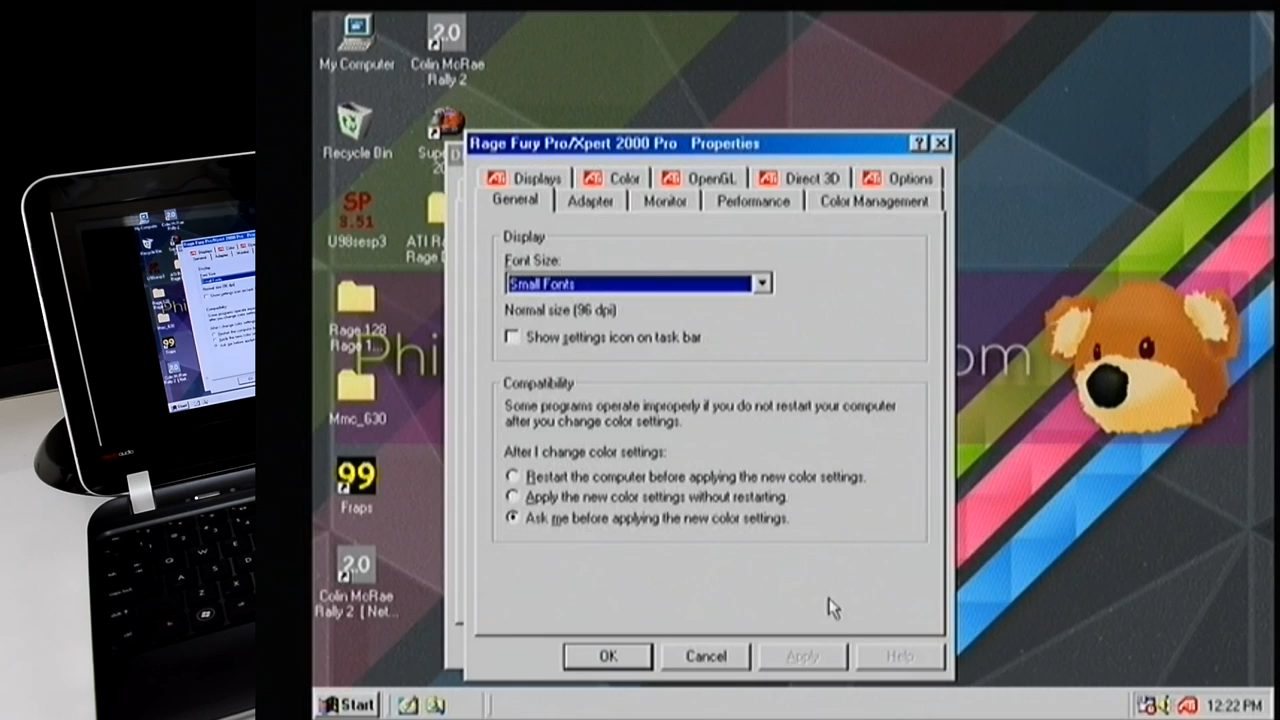 My Computer
2.0
Colin McRae
Rally 2
Recycle Bin
SP
3.51
U98sesp3
Rage 128
Mmc_630
99
Fraps
2.0
Colin McRae
Rally 2 [Net...
Rage Fury Pro/Xpert 2000 Pro Properties
? X
ATI Displays
ATI Color
ATI OpenGL
ATI Direct 3D
ATI Options
General
Adapter
Monitor
Performance
Color Management
Display
Font Size:
Small Fonts
Normal size (96 dpi)
Show settings icon on task bar
Compatibility
Some programs operate improperly if you do not restart your computer
after you change color settings.
After I change color settings:
Restart the computer before applying the new color settings.
Apply the new color settings without restarting.
Ask me before applying the new color settings.
OK
Cancel
Apply
Help
Phi
om
Start
12:22 PM